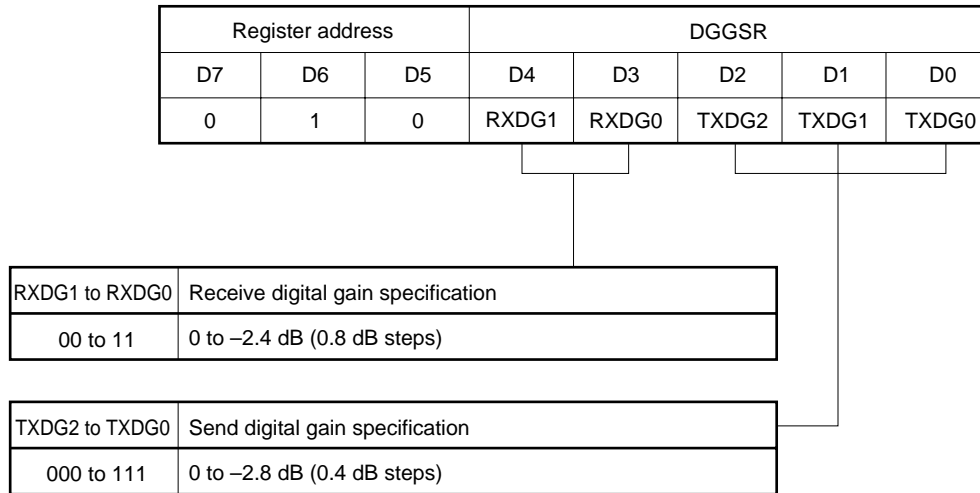 Register address DGGSR
D7 D6 D5 D4 D3 D2 D1 D0
0 1 0 RXDG1 RXDG0 TXDG2 TXDG1 TXDG0
RXDG1 to RXDG0 Receive digital gain specification
00 to 11 0 to –2.4 dB (0.8 dB steps)
TXDG2 to TXDG0 Send digital gain specification
000 to 111 0 to –2.8 dB (0.4 dB steps)